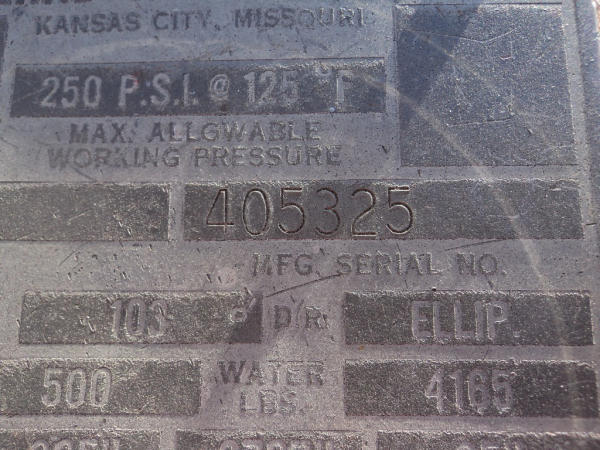 KANSAS CITY, MISSOURI
250 P.S.I. @ 125 °F
MAX. ALLOWABLE
WORKING PRESSURE
405325
MFG. SERIAL NO.
103 D/R ELLIP.
500 WATER LBS. 4165